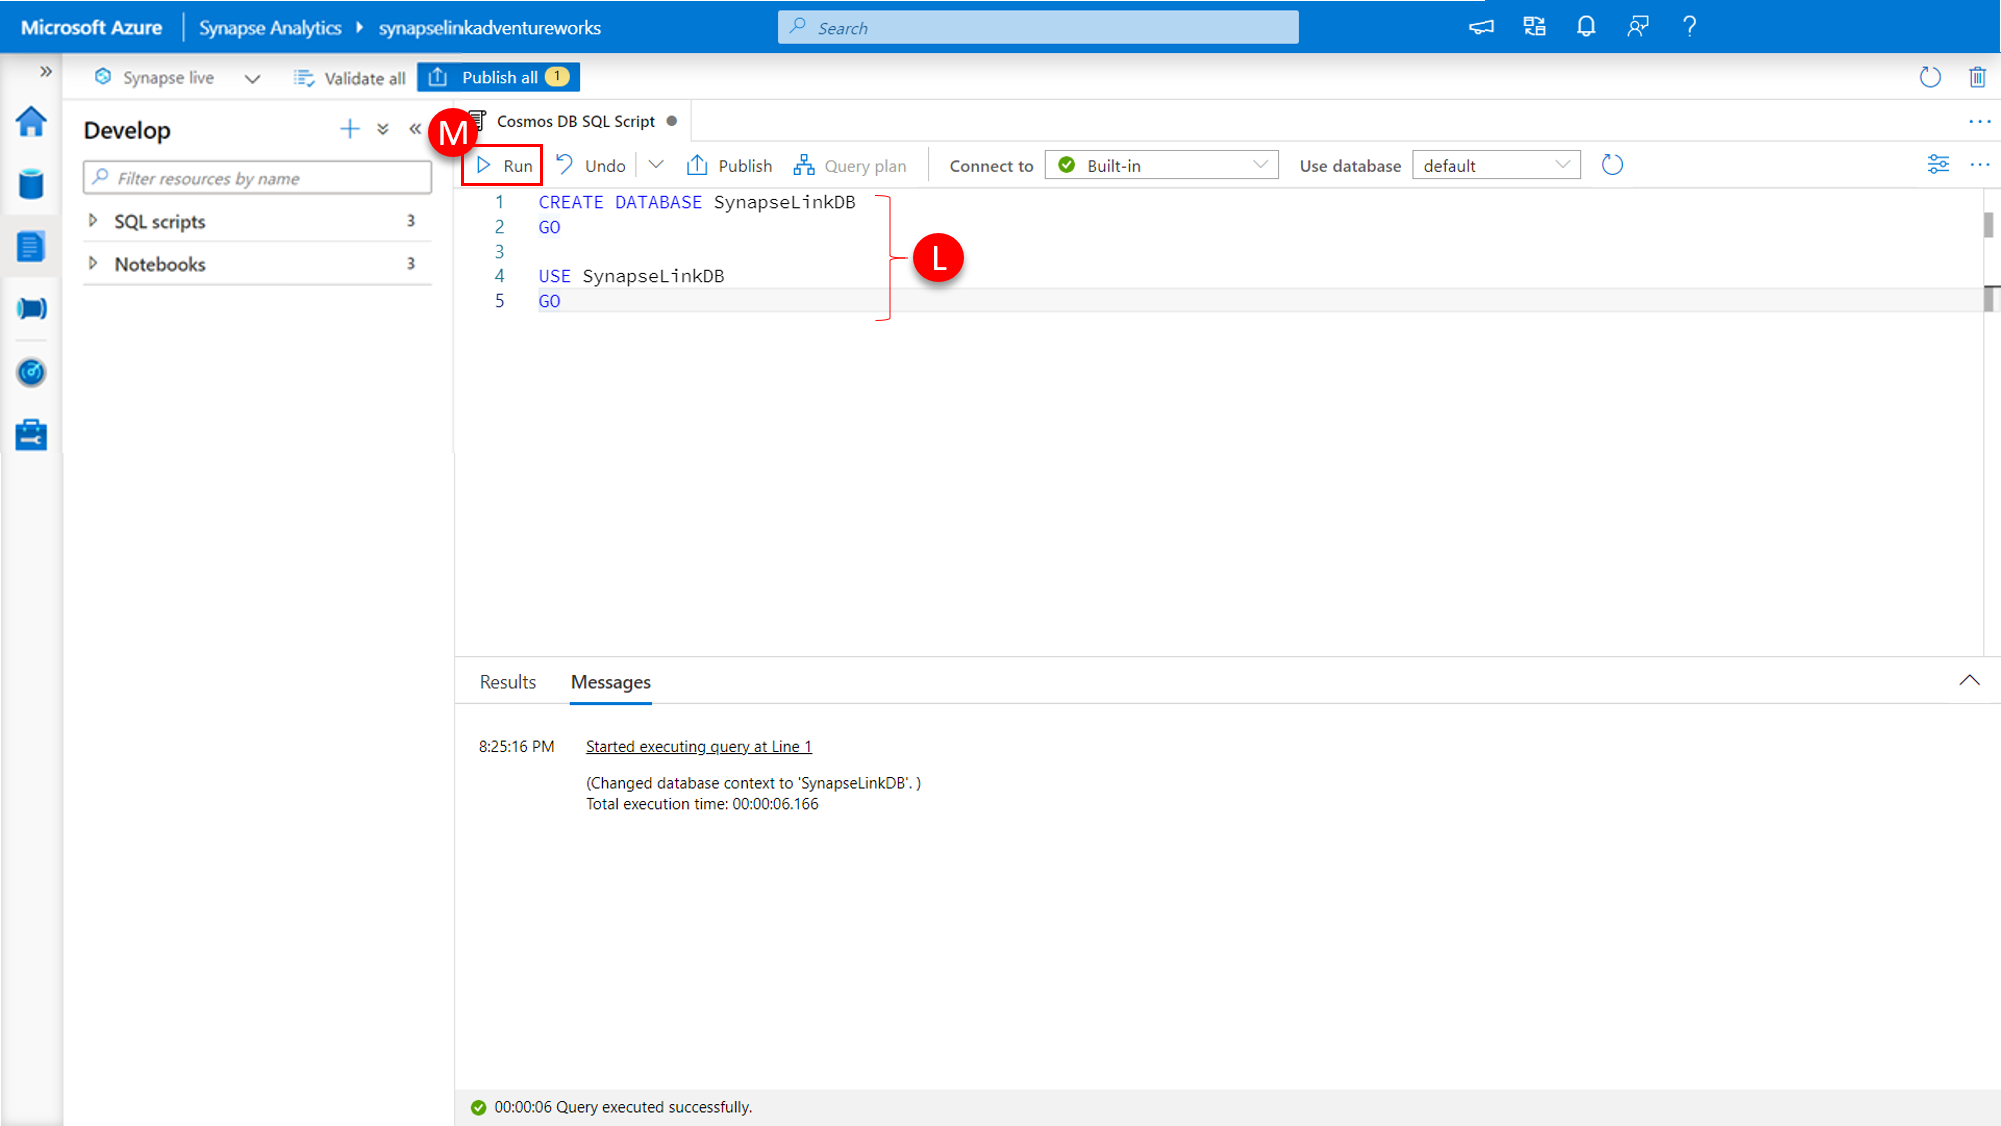 Microsoft Azure Synapse Analytics synapselinkadventureworks Search ?
Synapse live Validate all Publish all 1
Develop
Filter resources by name
SQL scripts 3
Notebooks 3
M
Cosmos DB SQL Script
Run Undo Publish Query plan Connect to Built-in Use database default
1 CREATE DATABASE SynapseLinkDB
2 GO
3
4 USE SynapseLinkDB
5 GO
L
Results Messages
8:25:16 PM Started executing query at Line 1
(Changed database context to 'SynapseLinkDB'. )
Total execution time: 00:00:06.166
00:00:06 Query executed successfully.